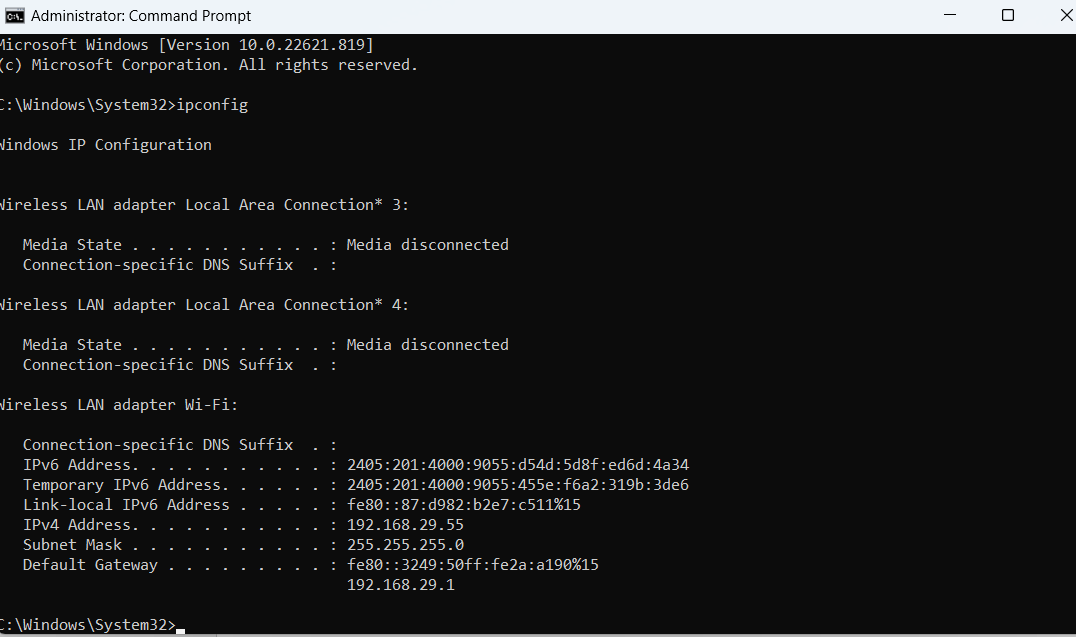 Administrator: Command Prompt
Microsoft Windows [Version 10.0.22621.819]
(c) Microsoft Corporation. All rights reserved.
C:\Windows\System32>ipconfig
Windows IP Configuration
Wireless LAN adapter Local Area Connection* 3:
Media State . . . . . . . . . . . : Media disconnected
Connection-specific DNS Suffix  . :
Wireless LAN adapter Local Area Connection* 4:
Media State . . . . . . . . . . . : Media disconnected
Connection-specific DNS Suffix  . :
Wireless LAN adapter Wi-Fi:
Connection-specific DNS Suffix  . :
IPv6 Address. . . . . . . . . . . : 2405:201:4000:9055:d54d:5d8f:ed6d:4a34
Temporary IPv6 Address. . . . . . : 2405:201:4000:9055:455e:f6a2:319b:3de6
Link-local IPv6 Address . . . . . : fe80::87:d982:b2e7:c511%15
IPv4 Address. . . . . . . . . . . : 192.168.29.55
Subnet Mask . . . . . . . . . . . : 255.255.255.0
Default Gateway . . . . . . . . . : fe80::3249:50ff:fe2a:a190%15
192.168.29.1
C:\Windows\System32>